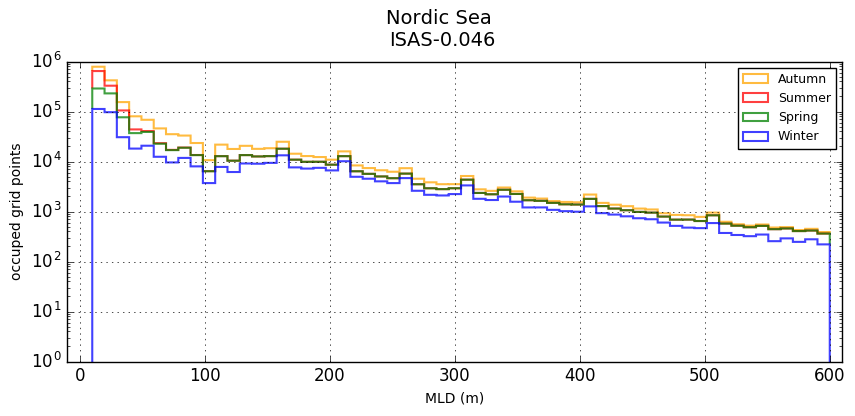 Nordic Sea
ISAS-0.046
10^6
10^5
10^4
10^3
10^2
10^1
10^0
occuped grid points
0 100 200 300 400 500 600
MLD (m)
Autumn
Summer
Spring
Winter